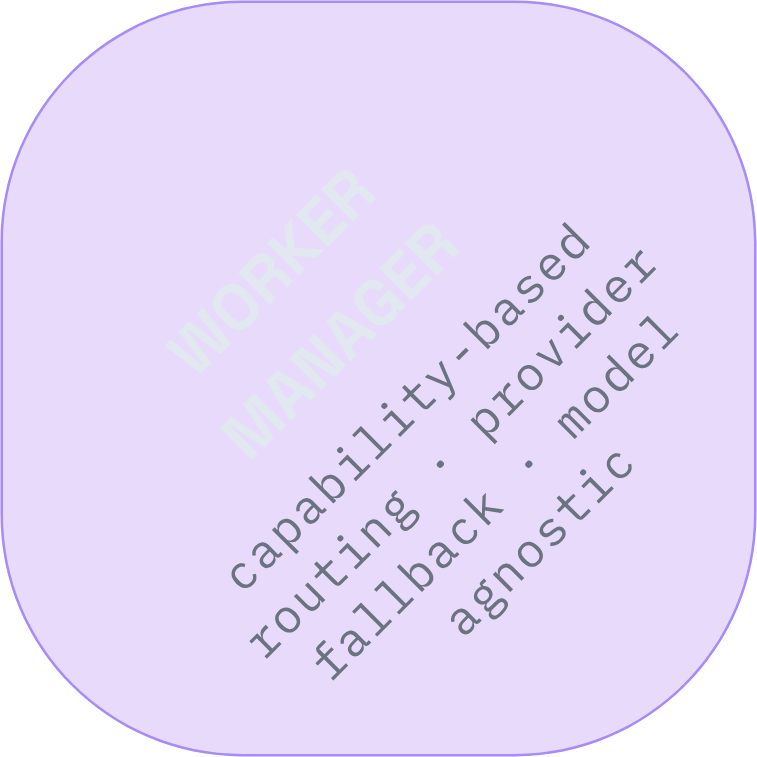 WORKER
MANAGER
capability-based
routing · provider
fallback · model
agnostic